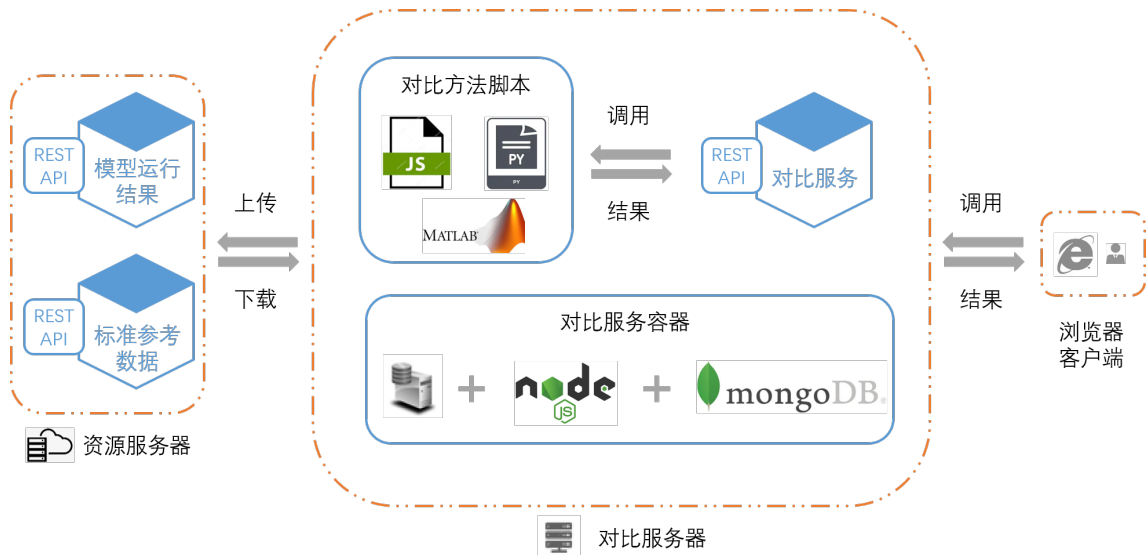 REST
API
模型运行
结果
REST
API
标准参考
数据
资源服务器
上传
下载
对比方法脚本
JS
PY
PY
MATLAB
调用
结果
REST
API
对比服务
对比服务容器
node
JS
mongoDB
对比服务器
调用
结果
浏览器
客户端